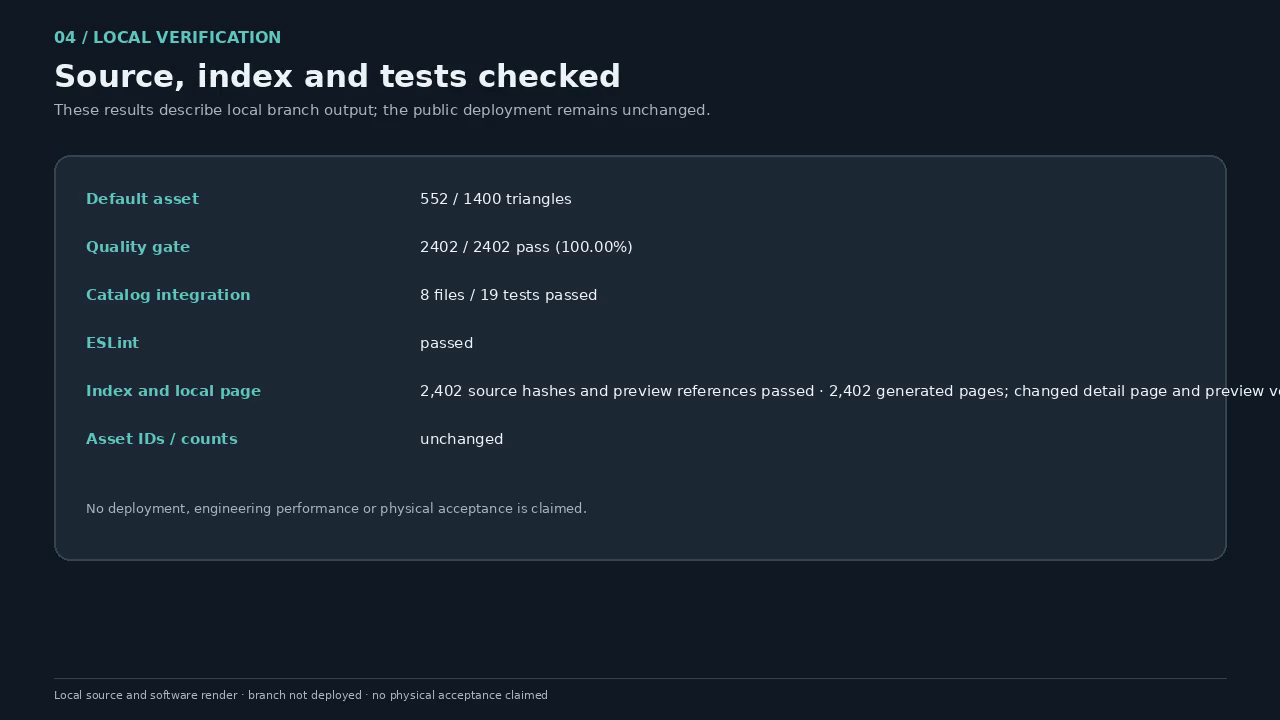 04 / LOCAL VERIFICATION
Source, index and tests checked
These results describe local branch output; the public deployment remains unchanged.
Default asset 552 / 1400 triangles
Quality gate 2402 / 2402 pass (100.00%)
Catalog integration 8 files / 19 tests passed
ESLint passed
Index and local page 2,402 source hashes and preview references passed · 2,402 generated pages; changed detail page and preview
Asset IDs / counts unchanged
No deployment, engineering performance or physical acceptance is claimed.
Local source and software render · branch not deployed · no physical acceptance claimed